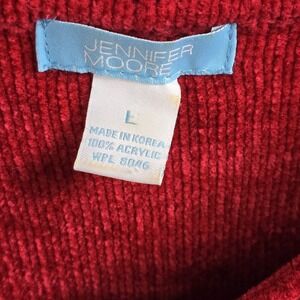 JENNIFER
MOORE
L
MADE IN KOREA
100% ACRYLIC
WPL 8046